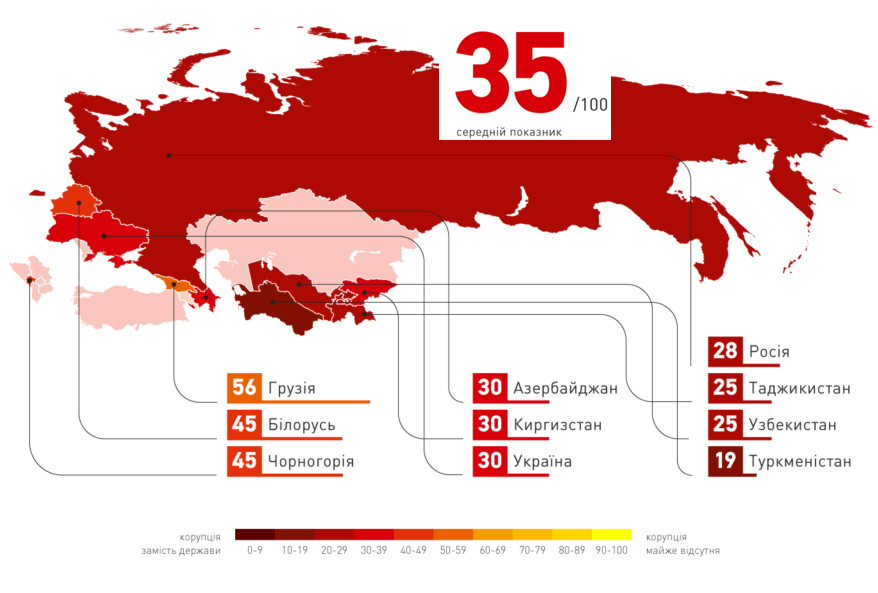 35 /100
середній показник
56 Грузія
45 Білорусь
45 Чорногорія
30 Азербайджан
30 Киргизстан
30 Україна
28 Росія
25 Таджикистан
25 Узбекистан
19 Туркменістан
корупція
замість держави
0-9 10-19 20-29 30-39 40-49 50-59 60-69 70-79 80-89 90-100
корупція
майже відсутня